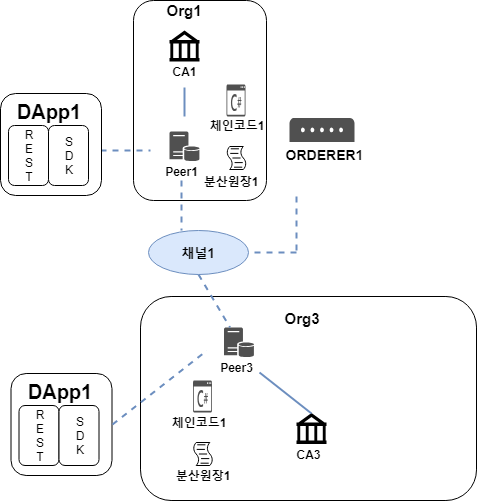 Org1
CA1
C#
체인코드1
DApp1
REST
SDK
Peer1
분산원장1
ORDERER1
채널1
Org3
Peer3
DApp1
REST
SDK
C#
체인코드1
분산원장1
CA3